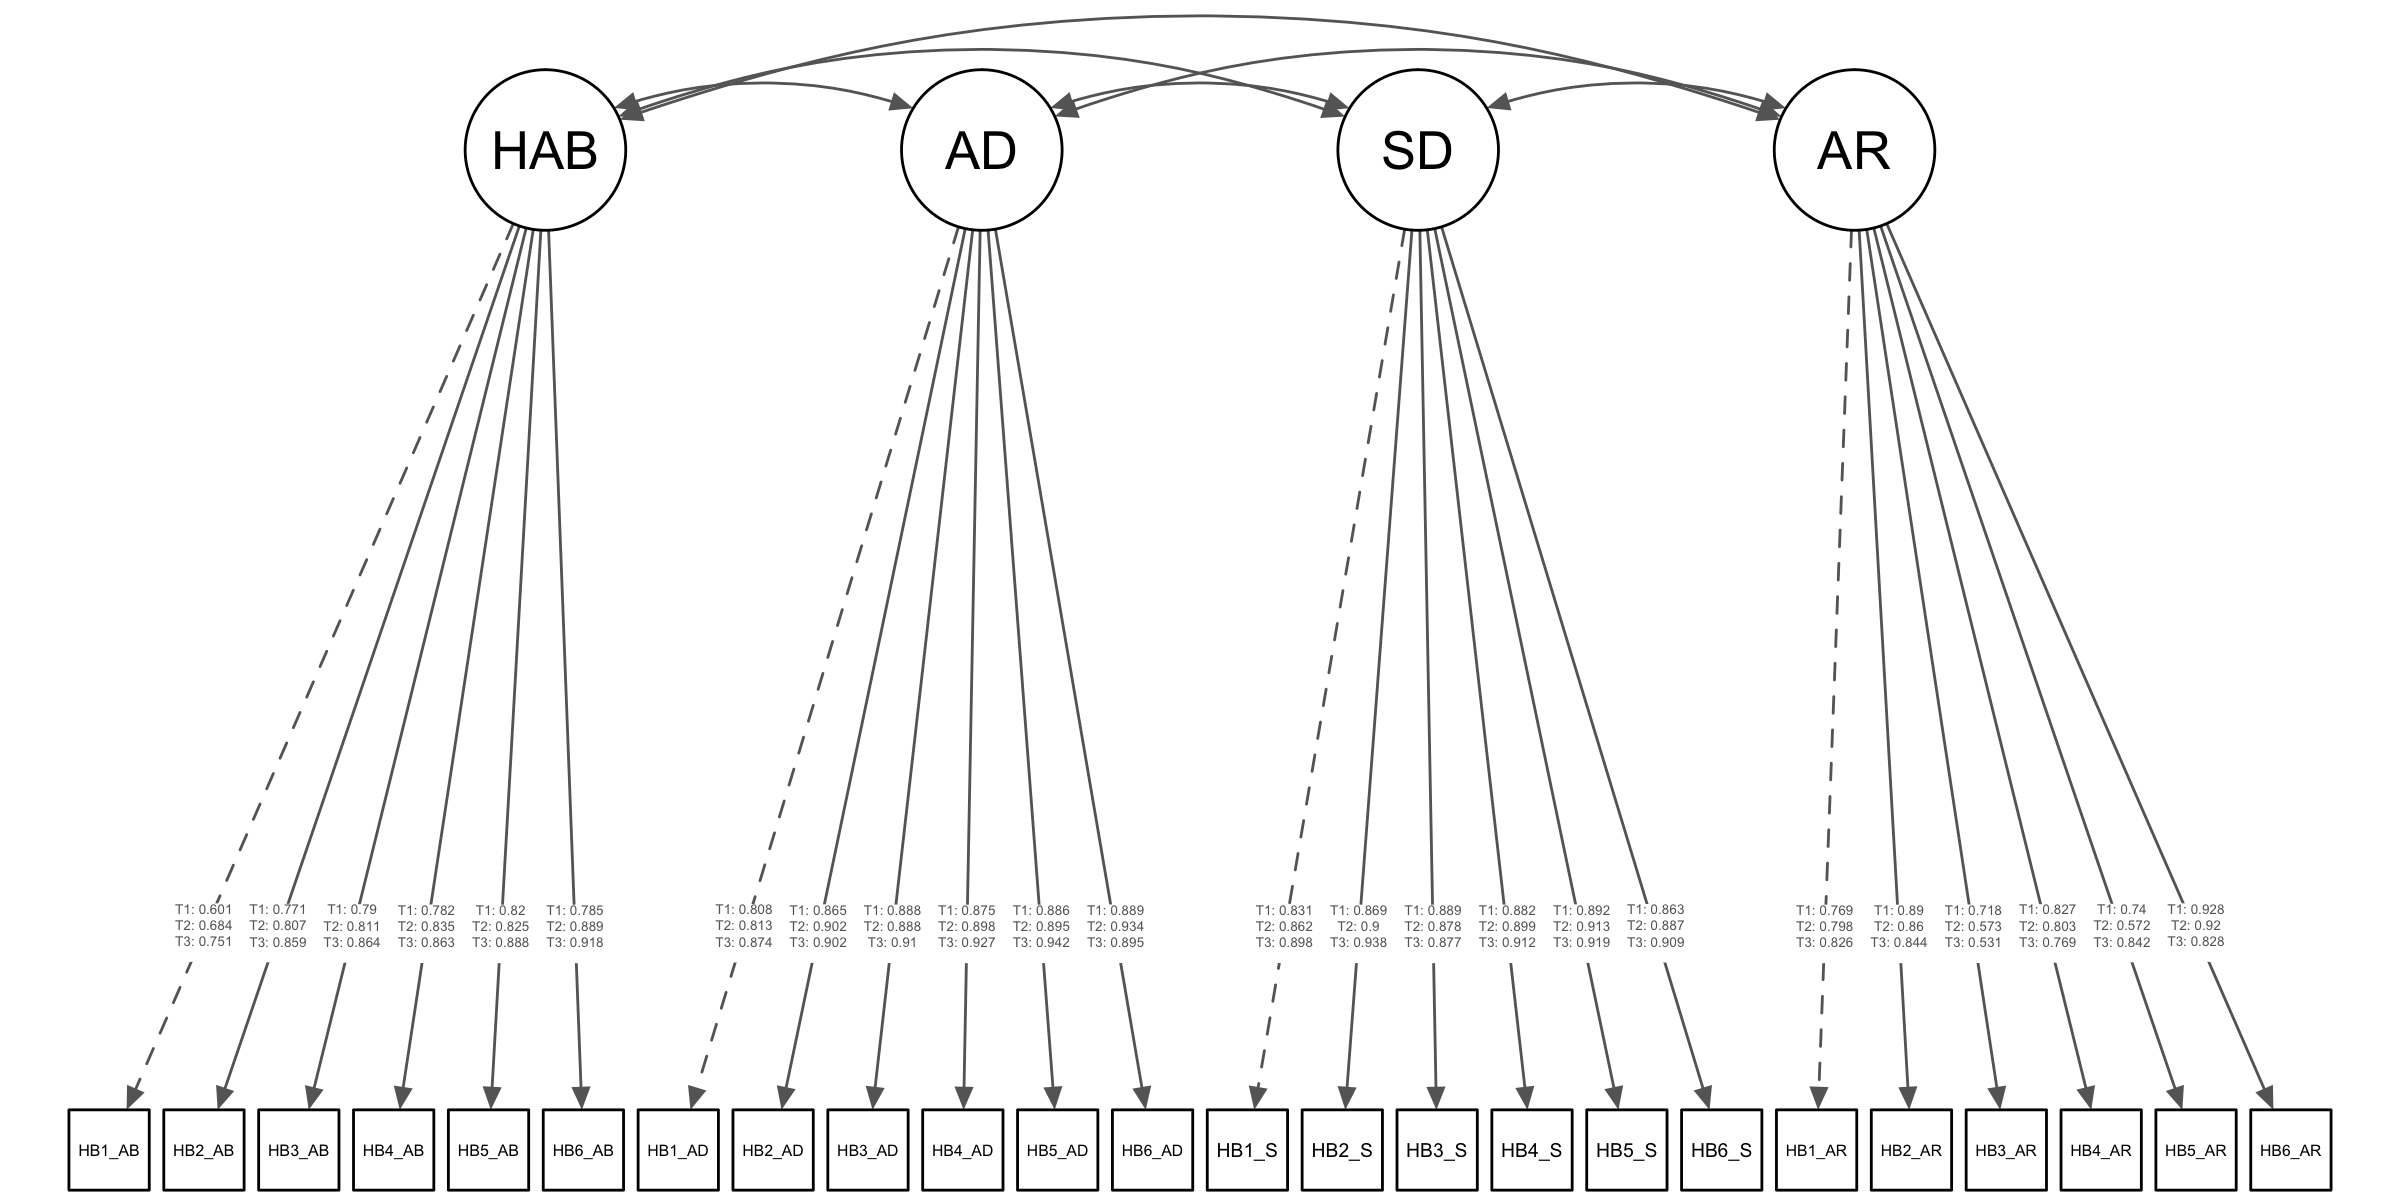 HAB
AD
SD
AR
T1: 0.601
T2: 0.684
T3: 0.751
T1: 0.771
T2: 0.807
T3: 0.859
T1: 0.79
T2: 0.811
T3: 0.864
T1: 0.782
T2: 0.835
T3: 0.863
T1: 0.82
T2: 0.825
T3: 0.888
T1: 0.785
T2: 0.889
T3: 0.918
T1: 0.808
T2: 0.813
T3: 0.874
T1: 0.865
T2: 0.902
T3: 0.902
T1: 0.888
T2: 0.888
T3: 0.91
T1: 0.875
T2: 0.898
T3: 0.927
T1: 0.886
T2: 0.895
T3: 0.942
T1: 0.889
T2: 0.934
T3: 0.895
T1: 0.831
T2: 0.862
T3: 0.898
T1: 0.869
T2: 0.9
T3: 0.938
T1: 0.889
T2: 0.878
T3: 0.877
T1: 0.882
T2: 0.899
T3: 0.912
T1: 0.892
T2: 0.913
T3: 0.919
T1: 0.863
T2: 0.887
T3: 0.909
T1: 0.769
T2: 0.798
T3: 0.826
T1: 0.89
T2: 0.86
T3: 0.844
T1: 0.718
T2: 0.573
T3: 0.531
T1: 0.827
T2: 0.803
T3: 0.769
T1: 0.74
T2: 0.572
T3: 0.842
T1: 0.928
T2: 0.92
T3: 0.828
HB1_AB
HB2_AB
HB3_AB
HB4_AB
HB5_AB
HB6_AB
HB1_AD
HB2_AD
HB3_AD
HB4_AD
HB5_AD
HB6_AD
HB1_S
HB2_S
HB3_S
HB4_S
HB5_S
HB6_S
HB1_AR
HB2_AR
HB3_AR
HB4_AR
HB5_AR
HB6_AR